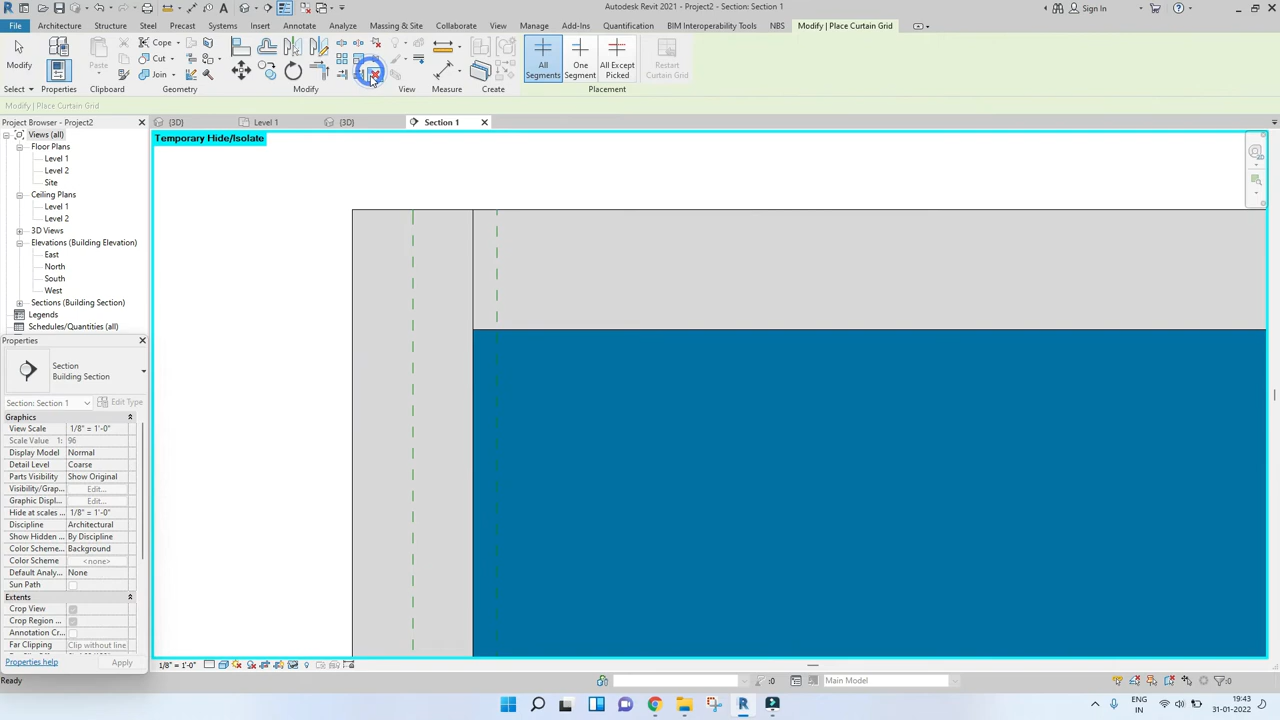 Autodesk Revit 2021 - Project2 - Section: Section 1
Sign In
File Architecture Structure Steel Precast Systems Insert Annotate Analyze Massing & Site Collaborate View Manage Add-Ins Quantification BIM Interoperability Tools NBS Modify | Place Curtain Grid
Modify
Properties
Paste
Cope
Cut
Join
All Segments
One Segment
All Except Picked
Restart Curtain Grid
Select Properties Clipboard Geometry Modify View Measure Create Placement
Modify | Place Curtain Grid
Project Browser - Project2
{3D} Level 1 {3D} Section 1
Temporary Hide/Isolate
Views (all)
Floor Plans
Level 1
Level 2
Site
Ceiling Plans
Level 1
Level 2
3D Views
Elevations (Building Elevation)
East
North
South
West
Sections (Building Section)
Legends
Schedules/Quantities (all)
Properties
Section
Building Section
Section: Section 1 Edit Type
Graphics
View Scale 1/8" = 1'-0"
Scale Value 1: 96
Display Model Normal
Detail Level Coarse
Parts Visibility Show Original
Visibility/Grap... Edit...
Graphic Displ... Edit...
Hide at scales ... 1/8" = 1'-0"
Discipline Architectural
Show Hidden ... By Discipline
Color Scheme... Background
Color Scheme <none>
Default Analy... None
Sun Path
Extents
Crop View
Crop Region ...
Annotation Cr...
Far Clipping Clip without line
Properties help Apply
1/8" = 1'-0"
Ready
:0
Main Model
:0
ENG
IN
19:43
31-01-2022